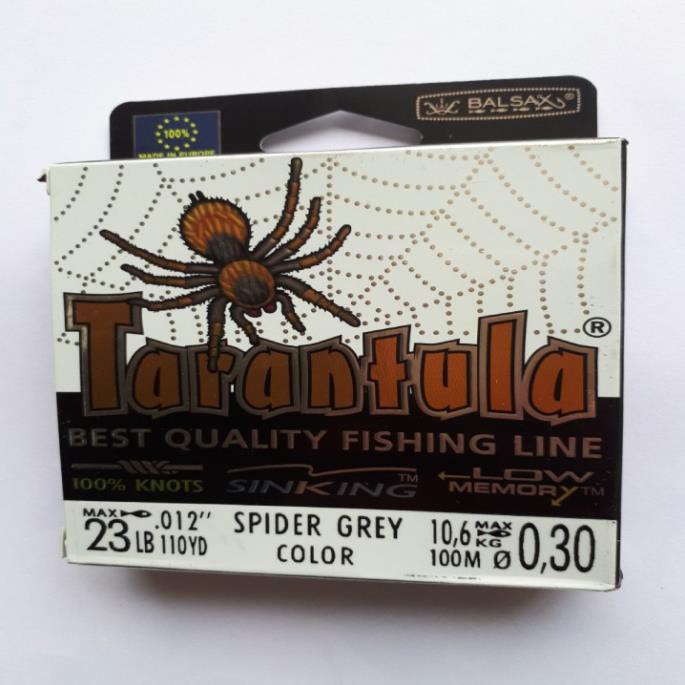 BALSAX®
100%
MADE IN EUROPE
Tarantula®
BEST QUALITY FISHING LINE
100% KNOTS SINKING™ LOW MEMORY™
MAX 23 LB .012" 110YD
SPIDER GREY
COLOR
10,6 MAX KG
100M Ø 0,30